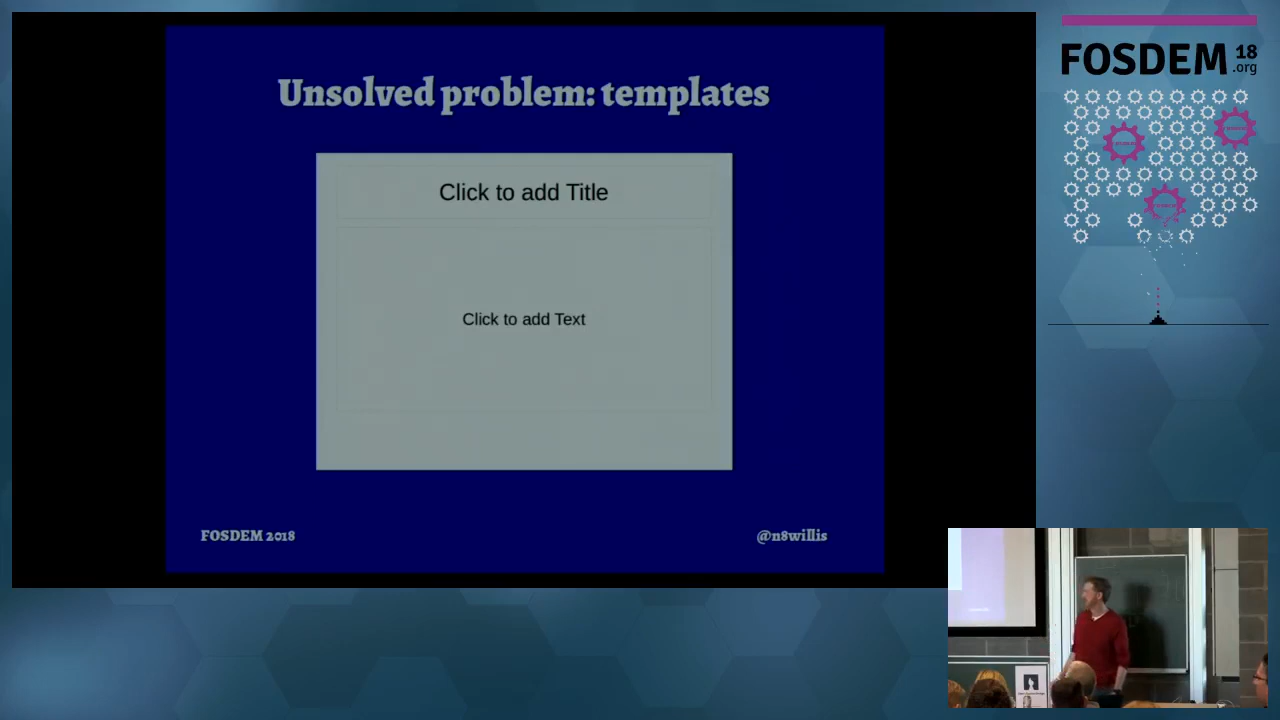 Unsolved problem: templates
Click to add Title
Click to add Text
FOSDEM 2018
@n8willis
FOSDEM 18
.org